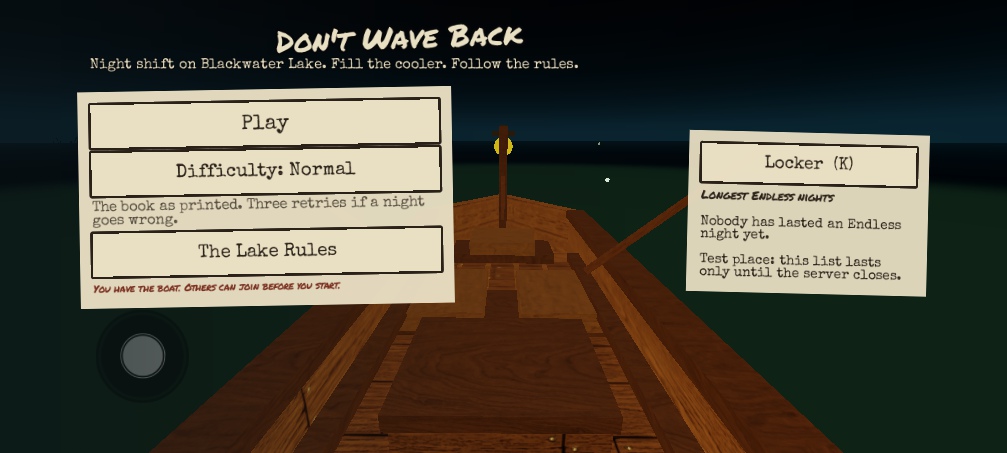 Don't Wave Back
Night shift on Blackwater Lake. Fill the cooler. Follow the rules.
Play
Difficulty: Normal
The book as printed. Three retries if a night
goes wrong.
The Lake Rules
You have the boat. Others can join before you start.
Locker (K)
Longest Endless nights
Nobody has lasted an Endless
night yet.
Test place: this list lasts
only until the server closes.